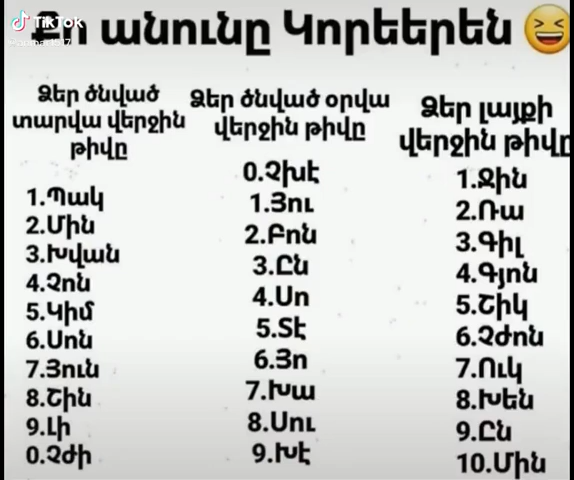 TikTok
Քո անունը Կորեերեն
Ձեր ծնված
տարվա վերջին
թիվը
1.Պակ
2.Մին
3.Խվան
4.Չոն
5.Կիմ
6.Սոն
7.Յուն
8.Շին
9.Լի
0.Չժի
Ձեր ծնված օրվա
վերջին թիվը
0.Չխէ
1.Յու
2.Բոն
3.Ըն
4.Սո
5.Տէ
6.Յո
7.Խա
8.Սու
9.Խէ
Ձեր լայքի
վերջին թիվը
1.Ջին
2.Ռա
3.Գիլ
4.Գյոն
5.Շիկ
6.Չժոն
7.Ուկ
8.Խեն
9.Ըն
10.Մին